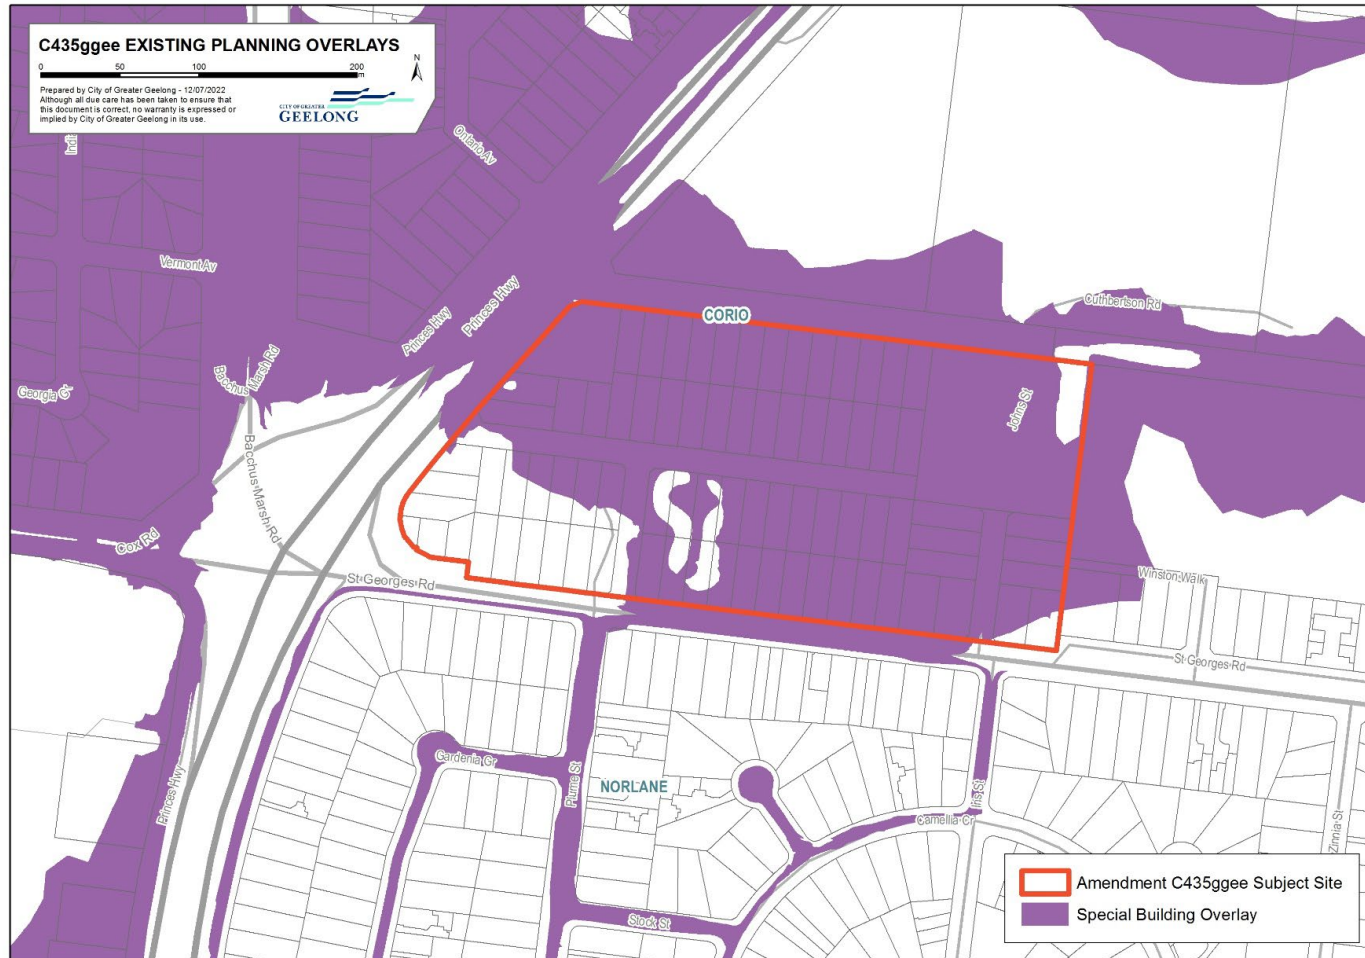 C435ggee EXISTING PLANNING OVERLAYS
0 50 100 200
m
N
Prepared by City of Greater Geelong - 12/07/2022
Although all due care has been taken to ensure that
this document is correct, no warranty is expressed or
implied by City of Greater Geelong in its use.
CITY OF GREATER
GEELONG
Ontario Av
Vermont Av
Princes Hwy
Princes Hwy
CORIO
Cuthbertson Rd
Bacchus Marsh Rd
Georgia G
Johns St
Bacchus Marsh Rd
Cox Rd
St Georges Rd
Winston Walk
St Georges Rd
Gardenia Gr
Plume St
NORLANE
Princes Hwy
Iris St
Camellia Cr
Zinnia St
Stock St
Amendment C435ggee Subject Site
Special Building Overlay